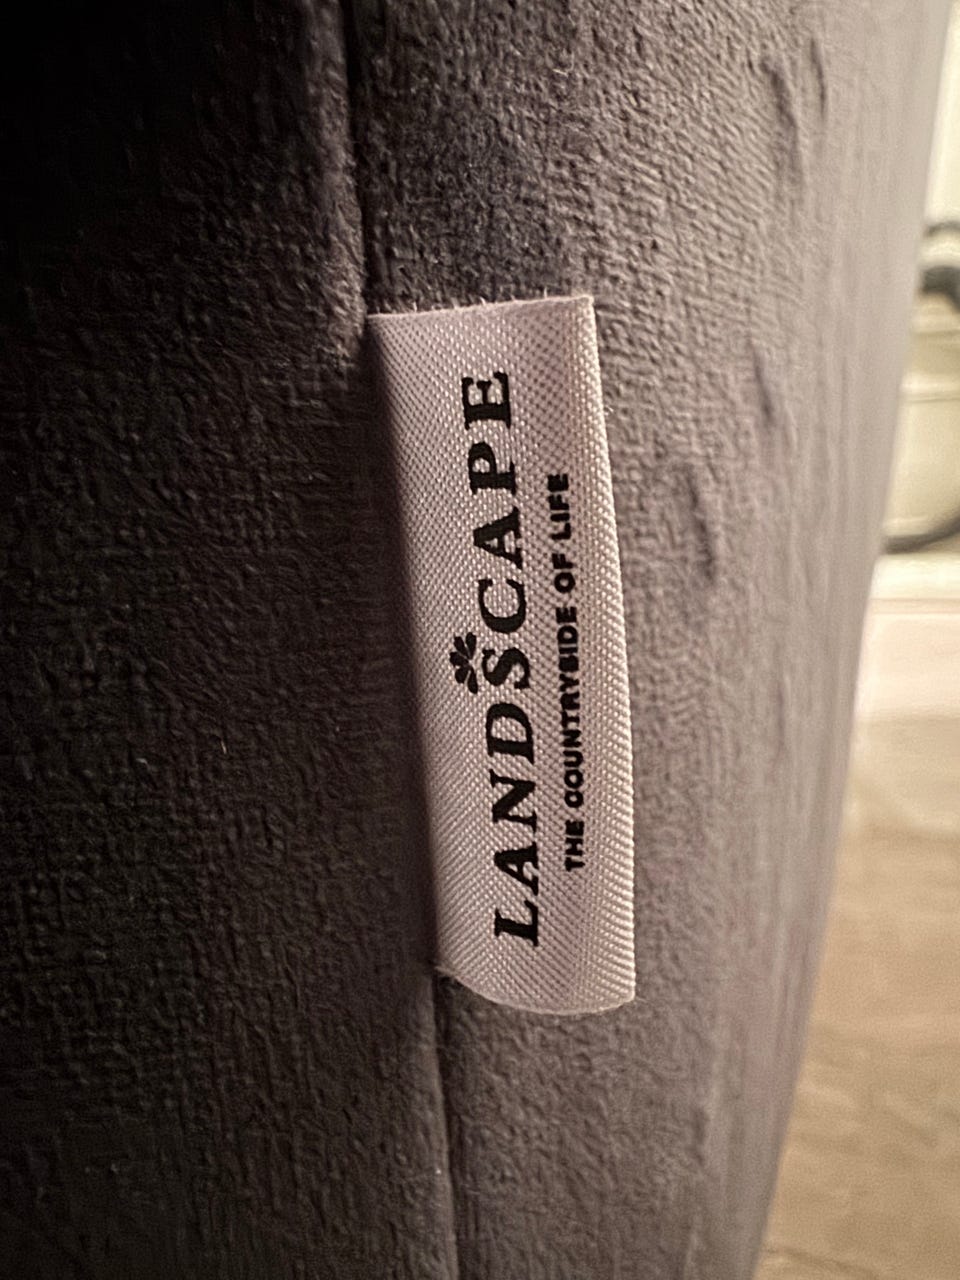 LANDSCAPE
THE COUNTRYSIDE OF LIFE